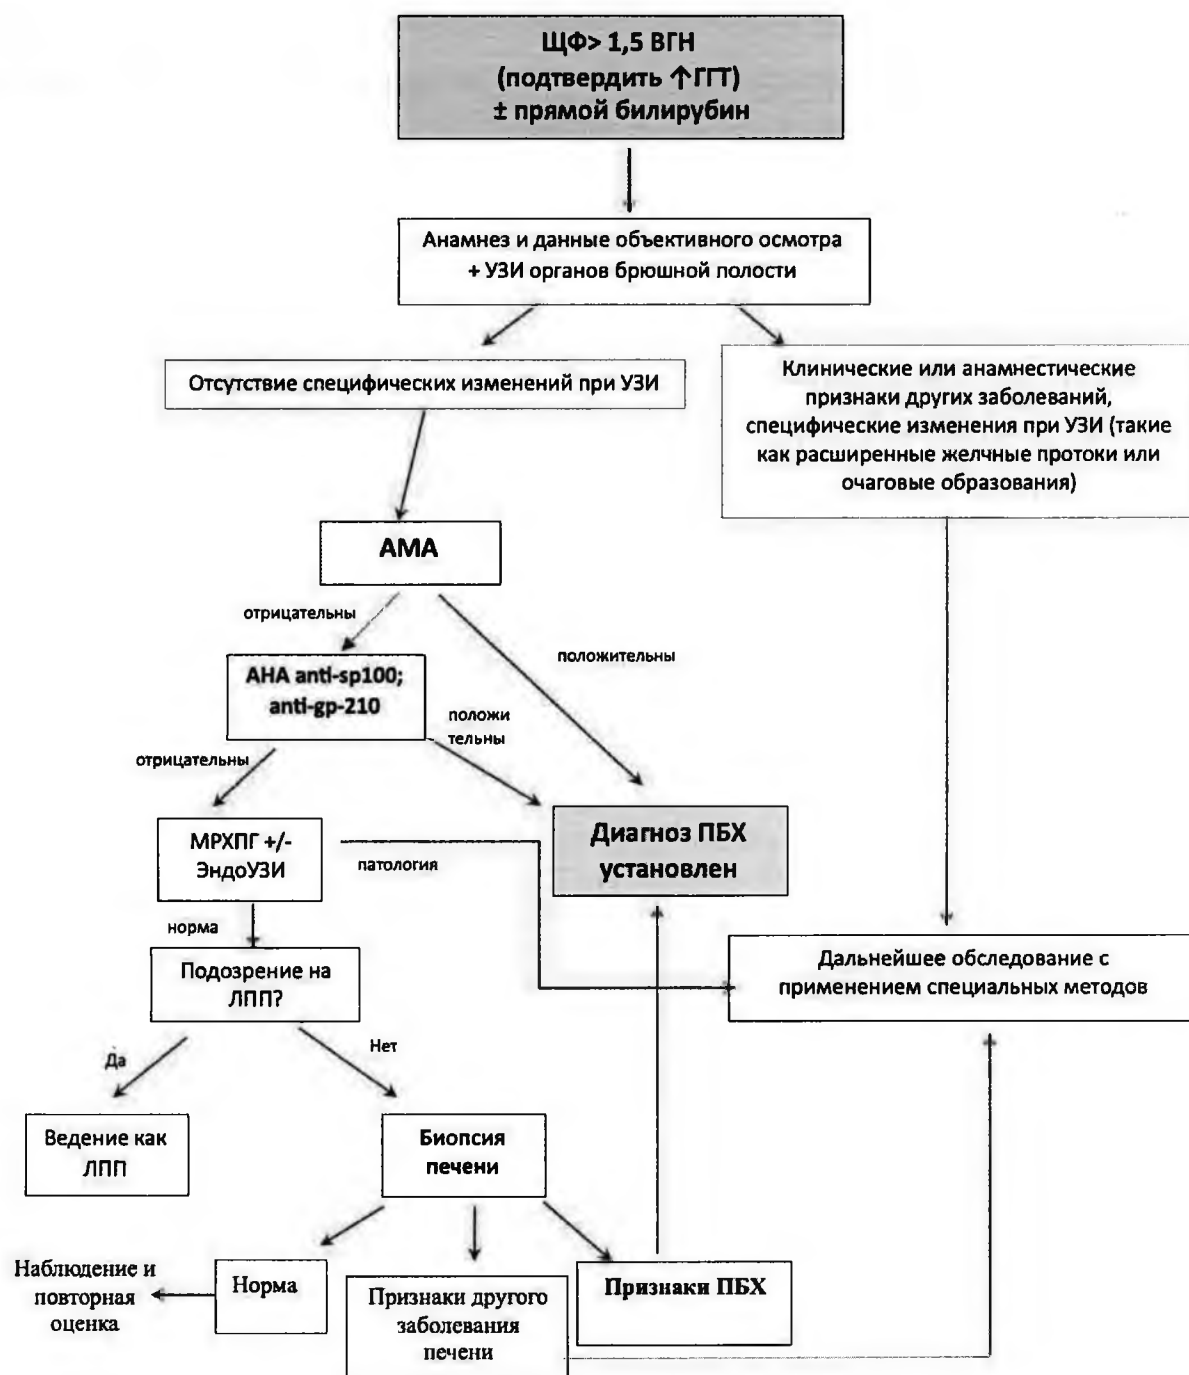 ЩФ> 1,5 ВГН
(подтвердить ↑ГГТ)
± прямой билирубин
Анамнез и данные объективного осмотра
+ УЗИ органов брюшной полости
Отсутствие специфических изменений при УЗИ
Клинические или анамнестические
признаки других заболеваний,
специфические изменения при УЗИ (такие
как расширенные желчные протоки или
очаговые образования)
АМА
отрицательны
положительны
АНА anti-sp100;
anti-gp-210
положи
тельны
отрицательны
МРХПГ +/-
ЭндоУЗИ
патология
Диагноз ПБХ
установлен
норма
Подозрение на
ЛПП?
Дальнейшее обследование с
применением специальных методов
Да
Нет
Ведение как
ЛПП
Биопсия
печени
Наблюдение и
повторная
оценка
Норма
Признаки другого
заболевания
печени
Признаки ПБХ